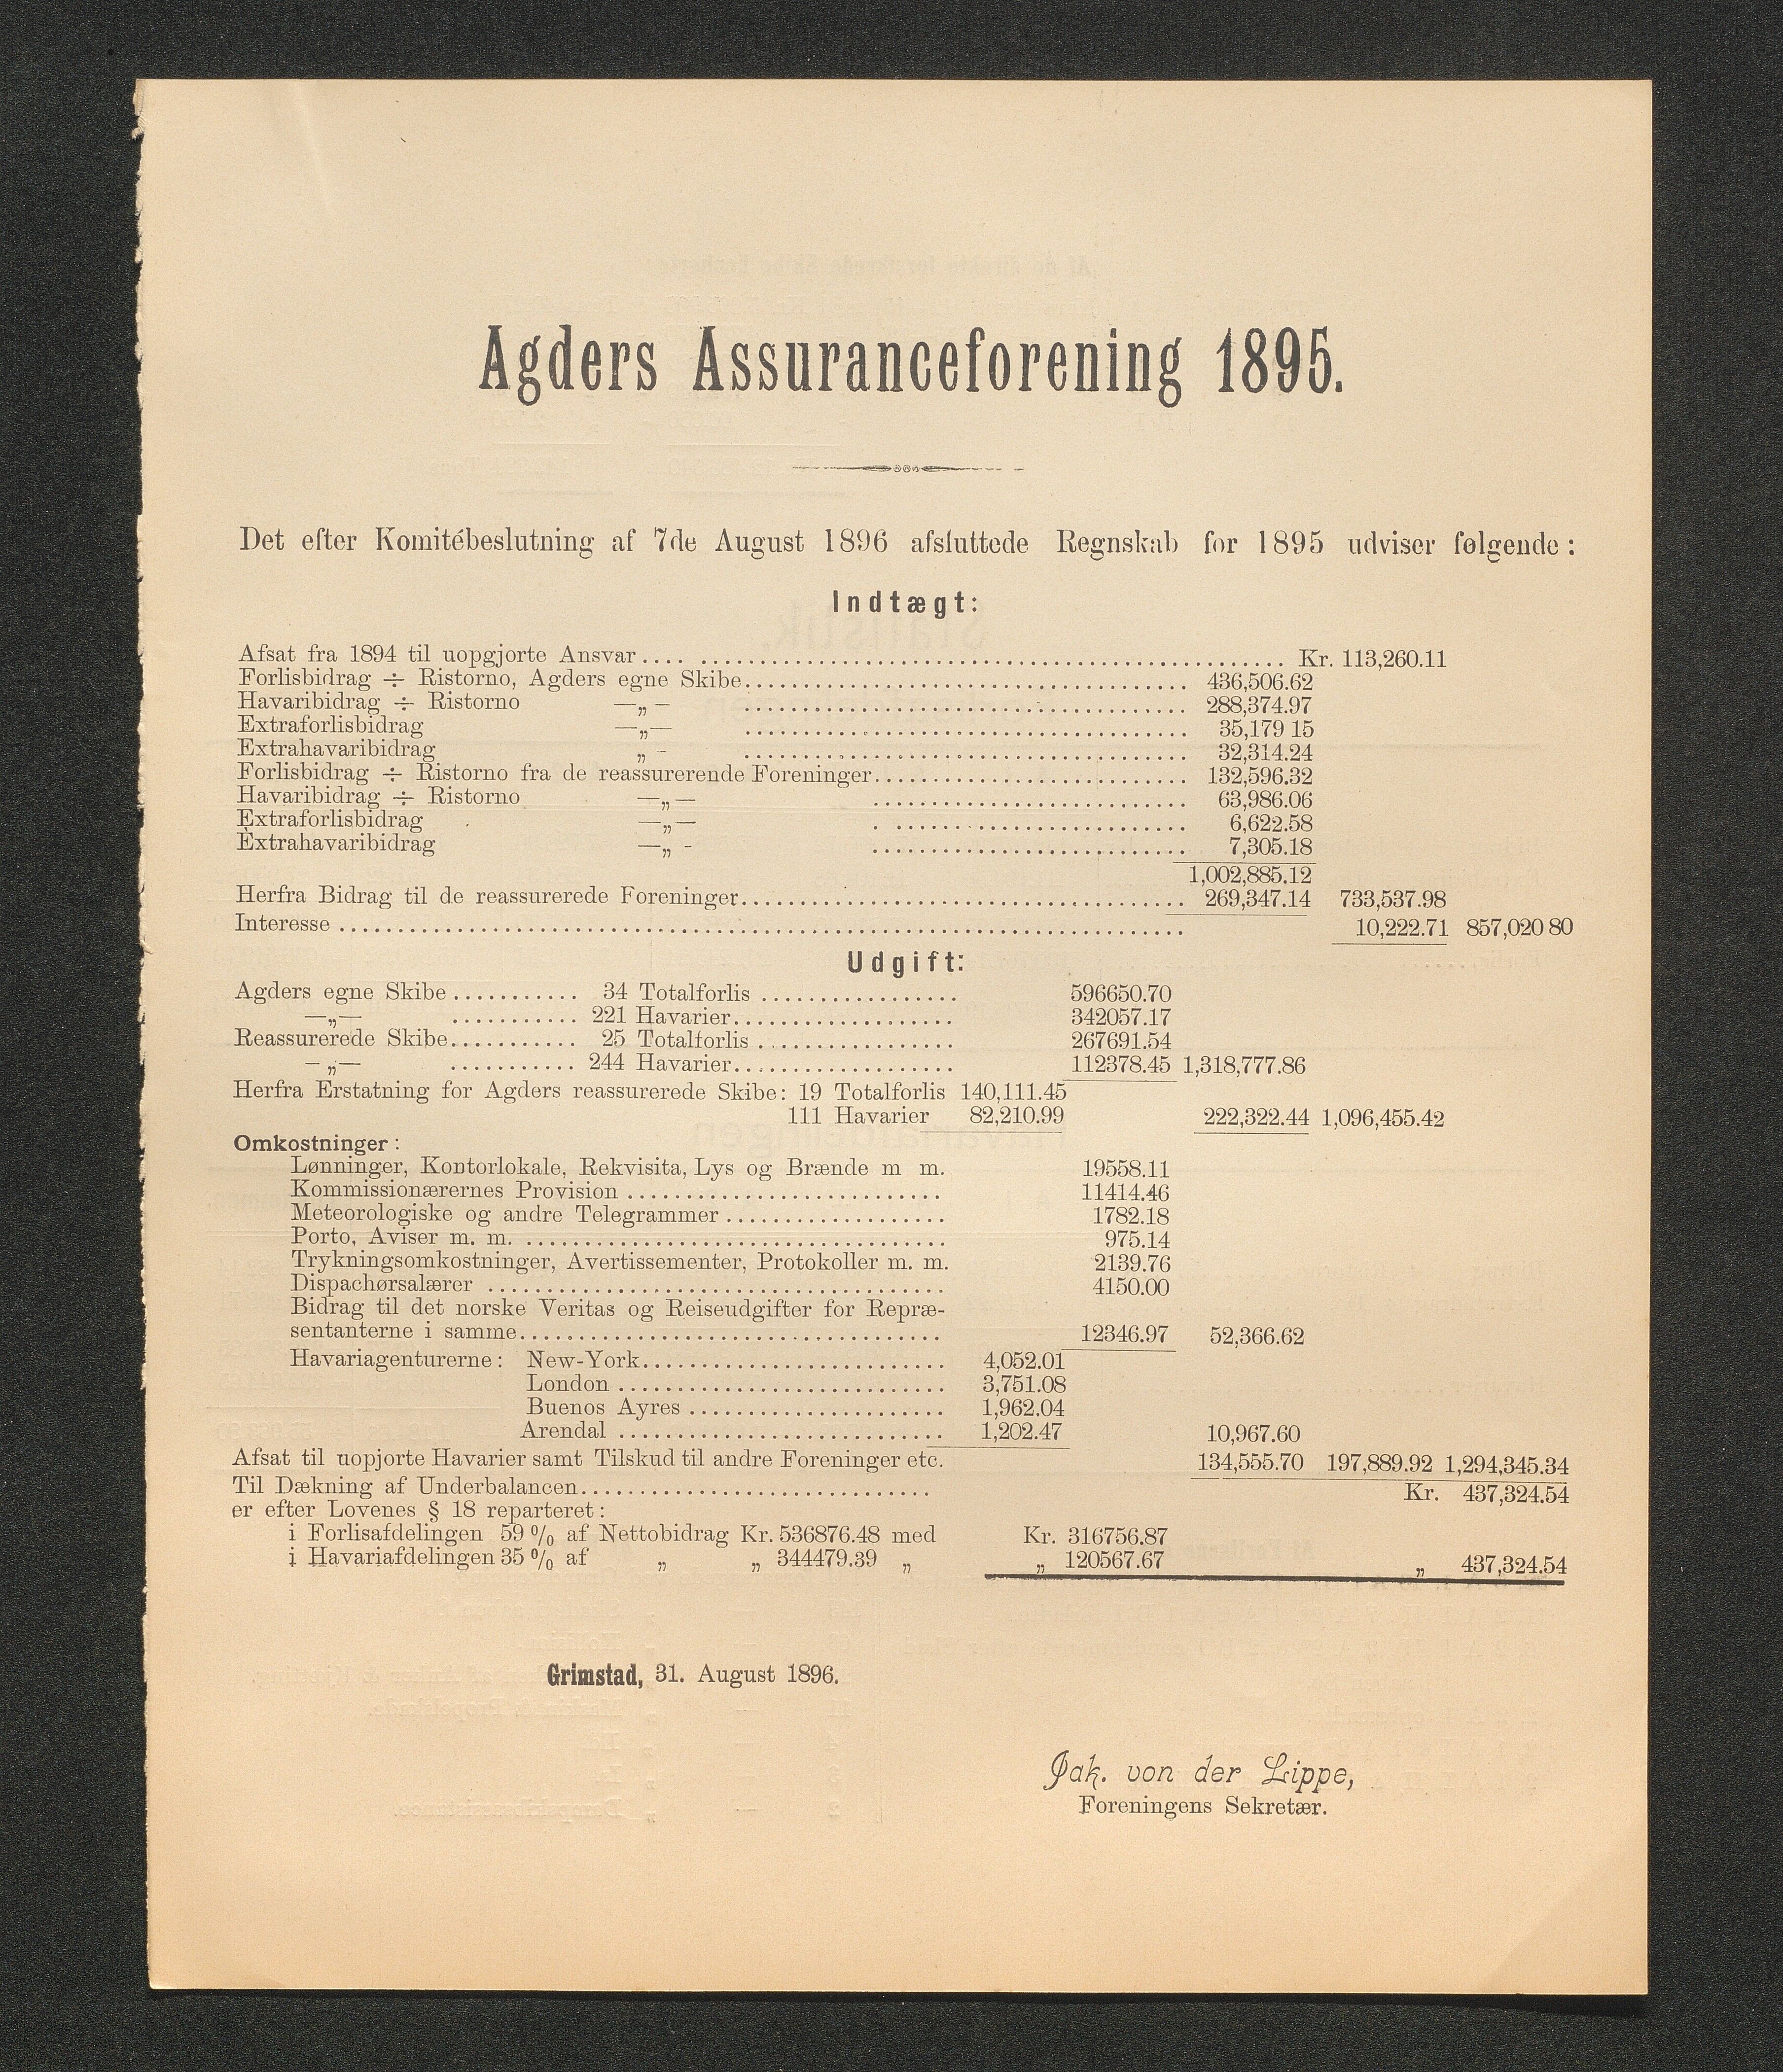 Agders Assuranceforening 1895.
Det efter Komitébeslutning af 7de August 1896 afsluttede Regnskab for 1895 udviser følgende:
Indtægt:
Afsat fra 1894 til uopgjorte Ansvar.... .......... Kr. 113,260.11
Forlisbidrag ÷ Ristorno, Agders egne Skibe.......... 436,506.62
Havaribidrag ÷ Ristorno —„— .......... 288,374.97
Extraforlisbidrag —„— .......... 35,179 15
Extrahavaribidrag „ - .......... 32,314.24
Forlisbidrag ÷ Ristorno fra de reassurerende Foreninger.......... 132,596.32
Havaribidrag ÷ Ristorno —„— .......... 63,986.06
Extraforlisbidrag —„— .......... 6,622.58
Extrahavaribidrag —„ - .......... 7,305.18
1,002,885.12
Herfra Bidrag til de reassurerede Foreninger.......... 269,347.14 733,537.98
Interesse .......... 10,222.71 857,020 80
Udgift:
Agders egne Skibe.......... 34 Totalforlis .......... 596650.70
—„— .......... 221 Havarier.......... 342057.17
Reassurerede Skibe.......... 25 Totalforlis .......... 267691.54
—„— .......... 244 Havarier.......... 112378.45 1,318,777.86
Herfra Erstatning for Agders reassurerede Skibe: 19 Totalforlis 140,111.45
111 Havarier 82,210.99 222,322.44 1,096,455.42
Omkostninger:
Lønninger, Kontorlokale, Rekvisita, Lys og Brænde m m. 19558.11
Kommissionærernes Provision .......... 11414.46
Meteorologiske og andre Telegrammer .......... 1782.18
Porto, Aviser m. m. .......... 975.14
Trykningsomkostninger, Avertissementer, Protokoller m. m. 2139.76
Dispachørsalærer .......... 4150.00
Bidrag til det norske Veritas og Reiseudgifter for Repræ-
sentanterne i samme.......... 12346.97 52,366.62
Havariagenturerne: New-York.......... 4,052.01
London .......... 3,751.08
Buenos Ayres .......... 1,962.04
Arendal .......... 1,202.47 10,967.60
Afsat til uopjorte Havarier samt Tilskud til andre Foreninger etc. 134,555.70 197,889.92 1,294,345.34
Til Dækning af Underbalancen.......... Kr. 437,324.54
er efter Lovenes § 18 reparteret:
i Forlisafdelingen 59 % af Nettobidrag Kr. 536876.48 med Kr. 316756.87
i Havariafdelingen 35 % af „ „ 344479.39 „ „ 120567.67 „ 437,324.54
Grimstad, 31. August 1896.
Jak. von der Lippe,
Foreningens Sekretær.